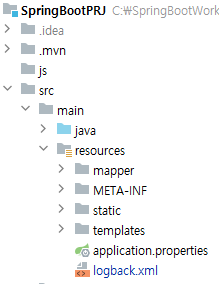 SpringBootPRJ C:\SpringBootWork
.idea
.mvn
js
src
main
java
resources
mapper
META-INF
static
templates
application.properties
logback.xml